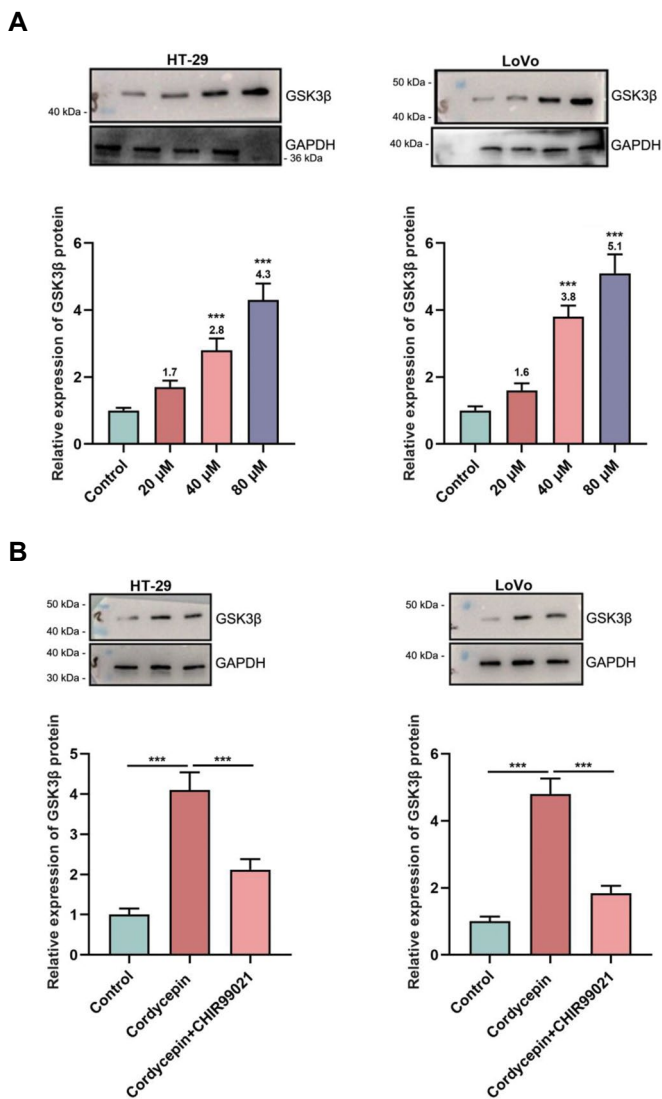 A
HT-29
GSK3β
40 kDa -
GAPDH
- 36 kDa
LoVo
50 kDa -
GSK3β
40 kDa -
40 kDa -
GAPDH
Relative expression of GSK3β protein
6
4
2
0
1.7
***
2.8
***
4.3
Control
20 µM
40 µM
80 µM
Relative expression of GSK3β protein
6
4
2
0
1.6
***
3.8
***
5.1
Control
20 µM
40 µM
80 µM
B
HT-29
50 kDa -
GSK3β
40 kDa -
40 kDa -
GAPDH
30 kDa -
LoVo
50 kDa -
GSK3β
40 kDa -
GAPDH
Relative expression of GSK3β protein
5
4
3
2
1
0
***
***
Control
Cordycepin
Cordycepin+CHIR99021
Relative expression of GSK3β protein
6
4
2
0
***
***
Control
Cordycepin
Cordycepin+CHIR99021